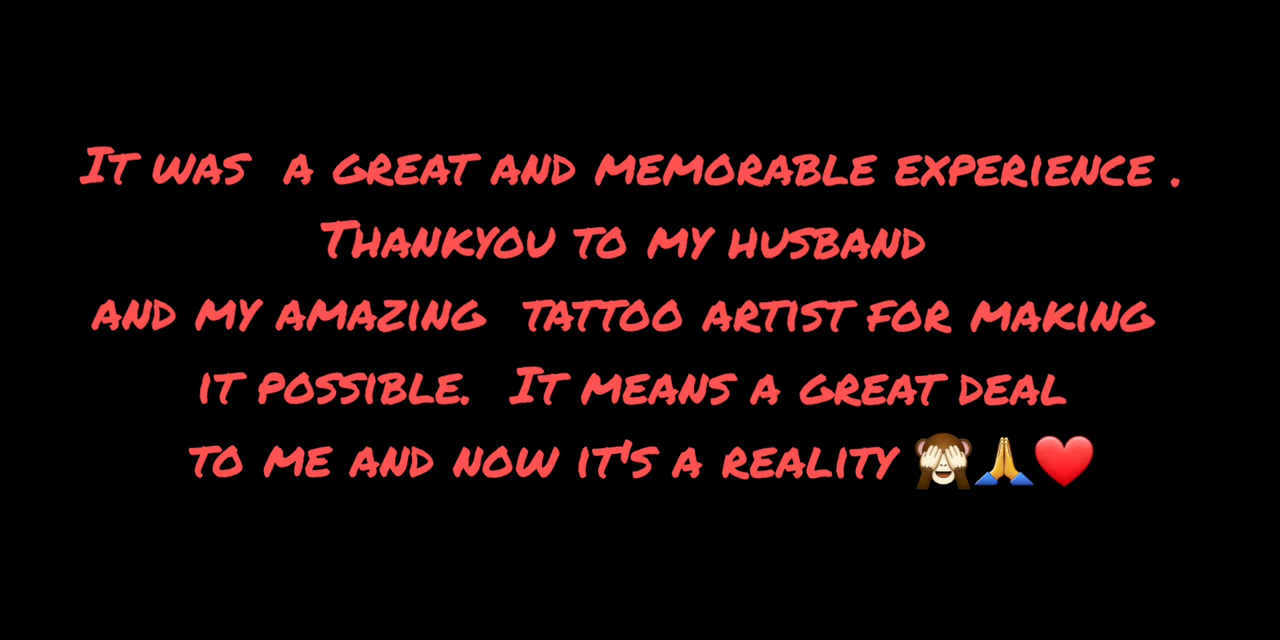 It was a great and memorable experience .
Thankyou to my husband
and my amazing tattoo artist for making
it possible. It means a great deal
to me and now it's a reality 🙈🙏❤️